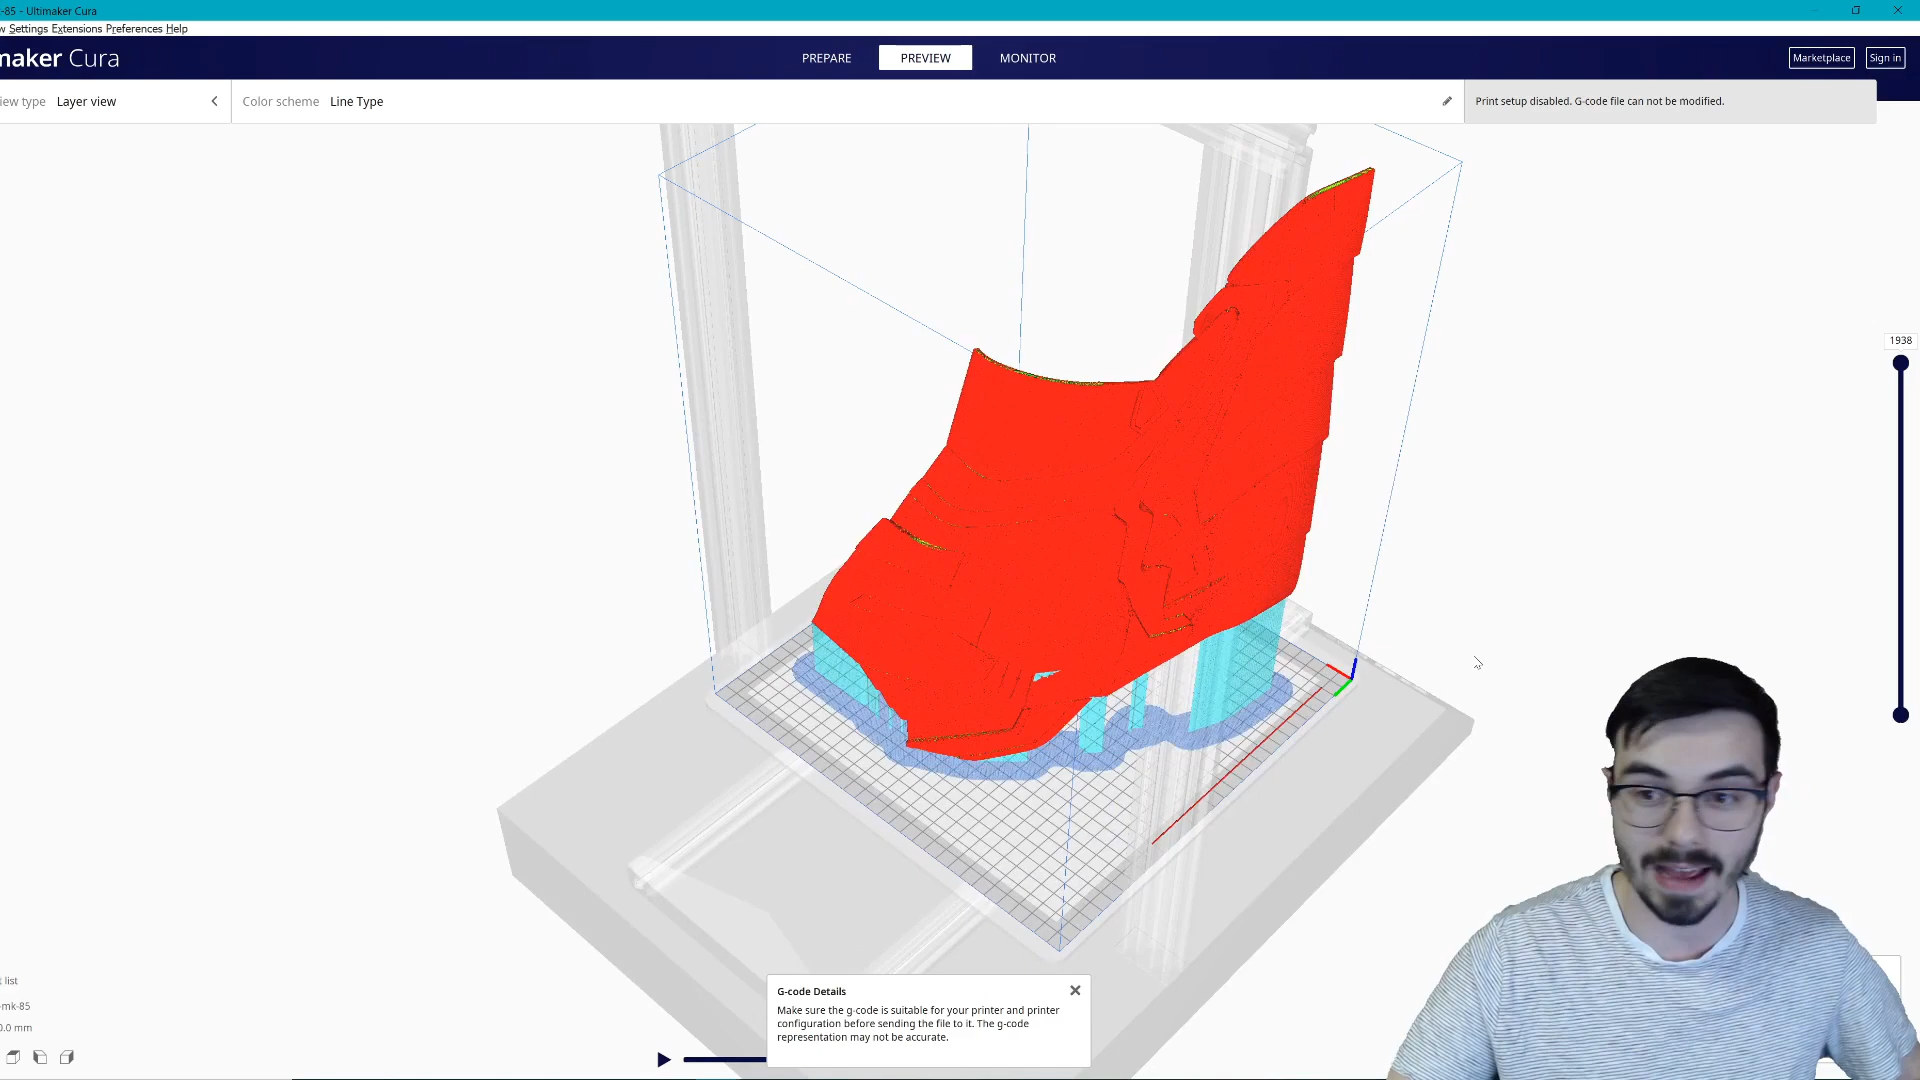 -85 - Ultimaker Cura
w Settings Extensions Preferences Help
maker Cura
PREPARE
PREVIEW
MONITOR
Marketplace
Sign in
iew type Layer view
Color scheme Line Type
Print setup disabled. G-code file can not be modified.
1938
t list
-mk-85
0.0 mm
G-code Details
Make sure the g-code is suitable for your printer and printer
configuration before sending the file to it. The g-code
representation may not be accurate.